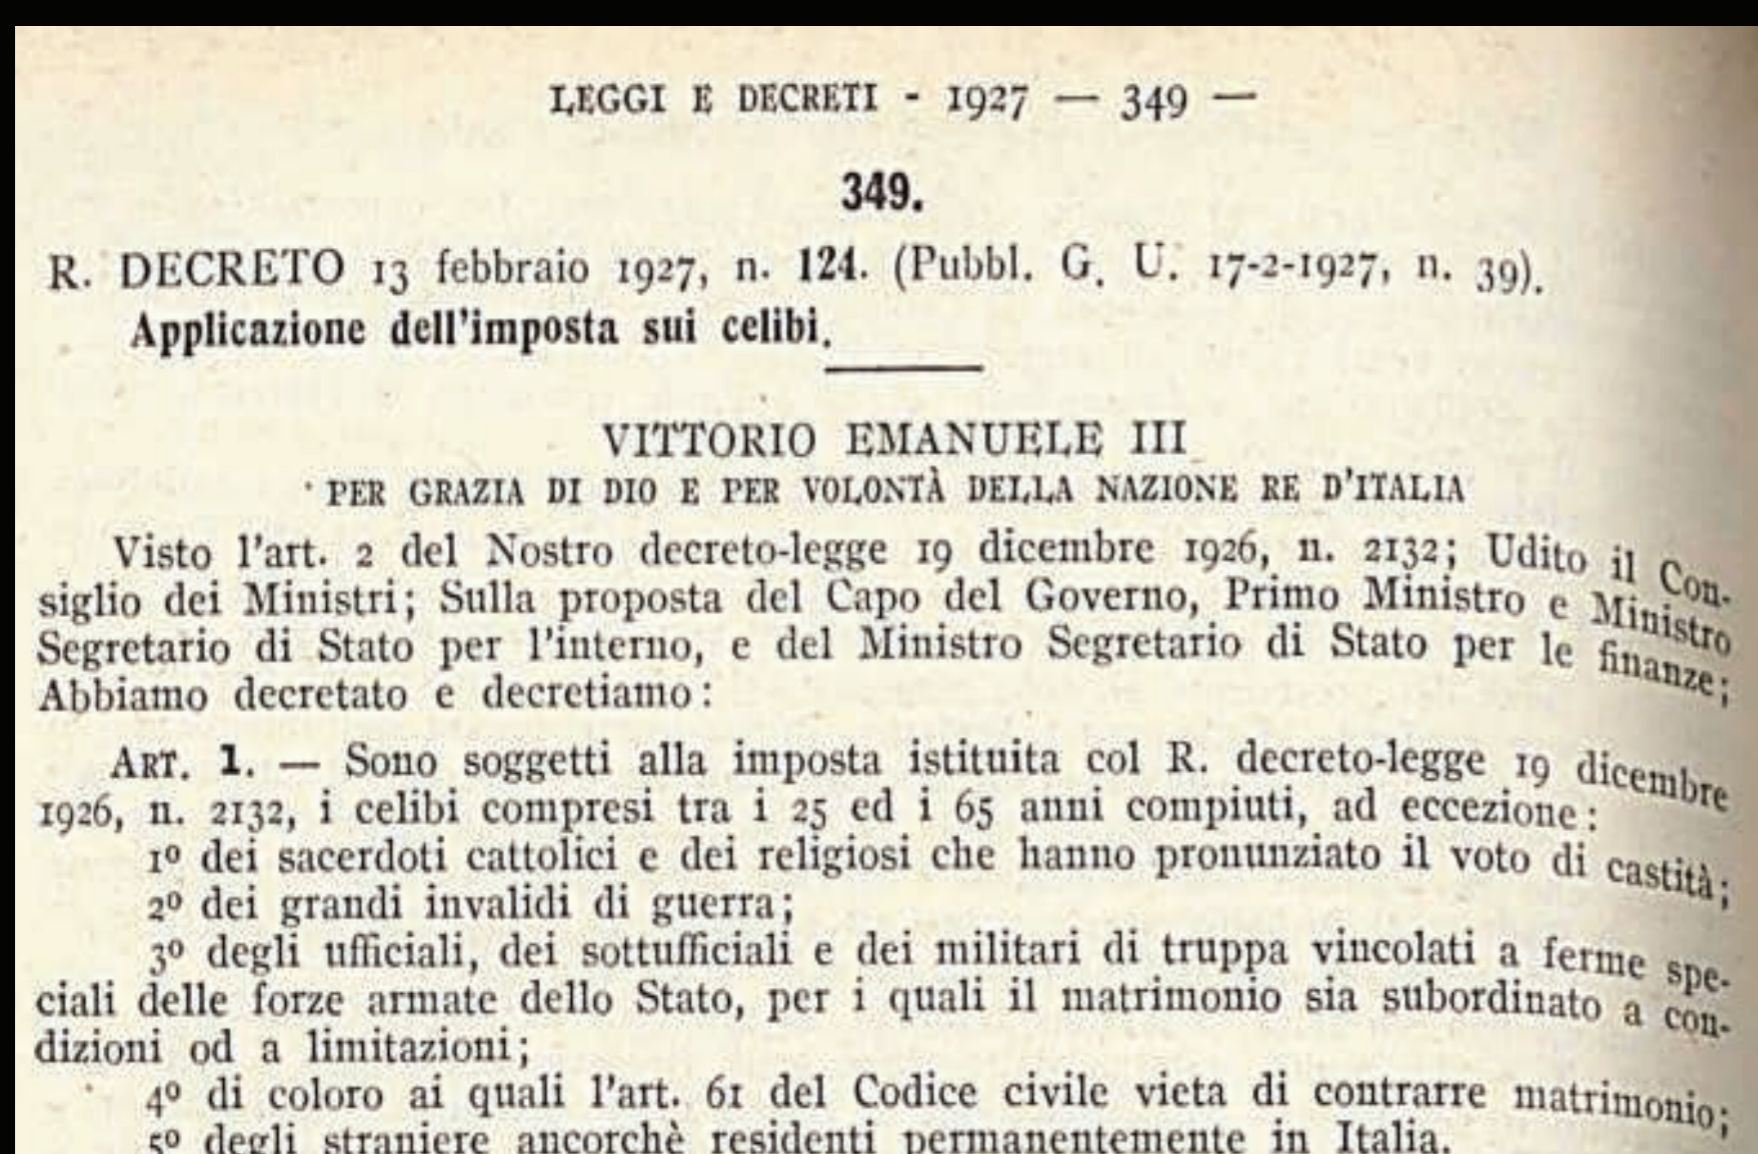 LEGGI E DECRETI - 1927 — 349 —
349.
R. DECRETO 13 febbraio 1927, n. 124. (Pubbl. G. U. 17-2-1927, n. 39).
Applicazione dell'imposta sui celibi.
VITTORIO EMANUELE III
PER GRAZIA DI DIO E PER VOLONTÀ DELLA NAZIONE RE D'ITALIA
Visto l'art. 2 del Nostro decreto-legge 19 dicembre 1926, n. 2132; Udito il Con-
siglio dei Ministri; Sulla proposta del Capo del Governo, Primo Ministro e Ministro
Segretario di Stato per l'interno, e del Ministro Segretario di Stato per le finanze;
Abbiamo decretato e decretiamo:
ART. 1. — Sono soggetti alla imposta istituita col R. decreto-legge 19 dicembre
1926, n. 2132, i celibi compresi tra i 25 ed i 65 anni compiuti, ad eccezione:
1º dei sacerdoti cattolici e dei religiosi che hanno pronunziato il voto di castità;
2º dei grandi invalidi di guerra;
3º degli ufficiali, dei sottufficiali e dei militari di truppa vincolati a ferme spe-
ciali delle forze armate dello Stato, per i quali il matrimonio sia subordinato a con-
dizioni od a limitazioni;
4º di coloro ai quali l'art. 61 del Codice civile vieta di contrarre matrimonio;
5º degli straniere ancorchè residenti permanentemente in Italia.